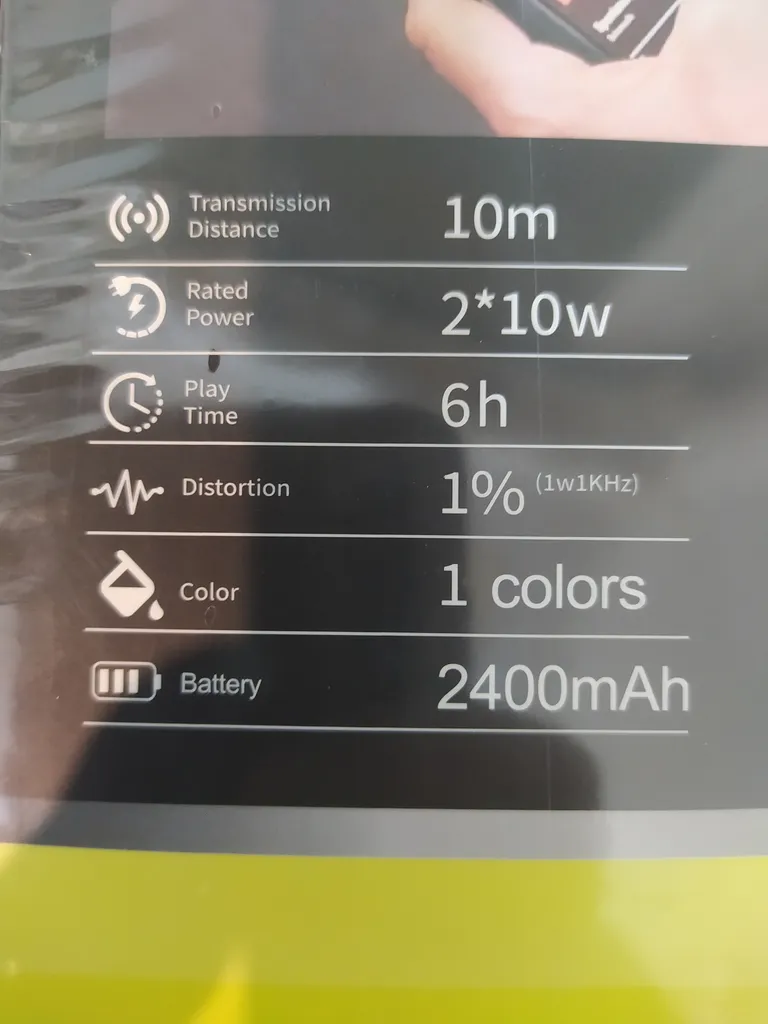 Transmission
Distance
10m
Rated
Power
2*10w
Play
Time
6h
Distortion
1% (1w1KHz)
Color
1 colors
Battery
2400mAh